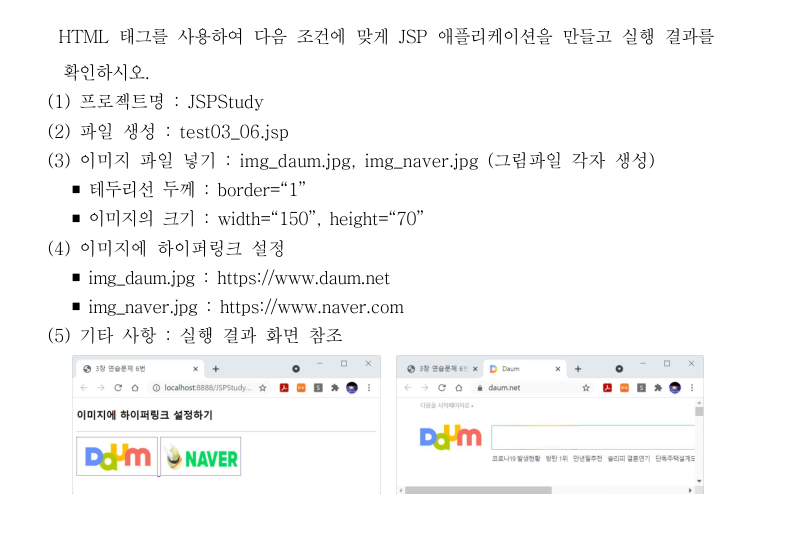 HTML 태그를 사용하여 다음 조건에 맞게 JSP 애플리케이션을 만들고 실행 결과를
확인하시오.
(1) 프로젝트명 : JSPStudy
(2) 파일 생성 : test03_06.jsp
(3) 이미지 파일 넣기 : img_daum.jpg, img_naver.jpg (그림파일 각자 생성)
■ 테두리선 두께 : border=“1”
■ 이미지의 크기 : width=“150”, height=“70”
(4) 이미지에 하이퍼링크 설정
■ img_daum.jpg : https://www.daum.net
■ img_naver.jpg : https://www.naver.com
(5) 기타 사항 : 실행 결과 화면 참조
3장 연습문제 6번
localhost:8888/JSPStudy...
이미지에 하이퍼링크 설정하기
Daum
NAVER
3장 연습문제 6번
Daum
daum.net
다음을 시작페이지로
Daum
코로나19 발생현황 방탄 1위 만년필추천 슬리피 결혼연기 단독주택설계도